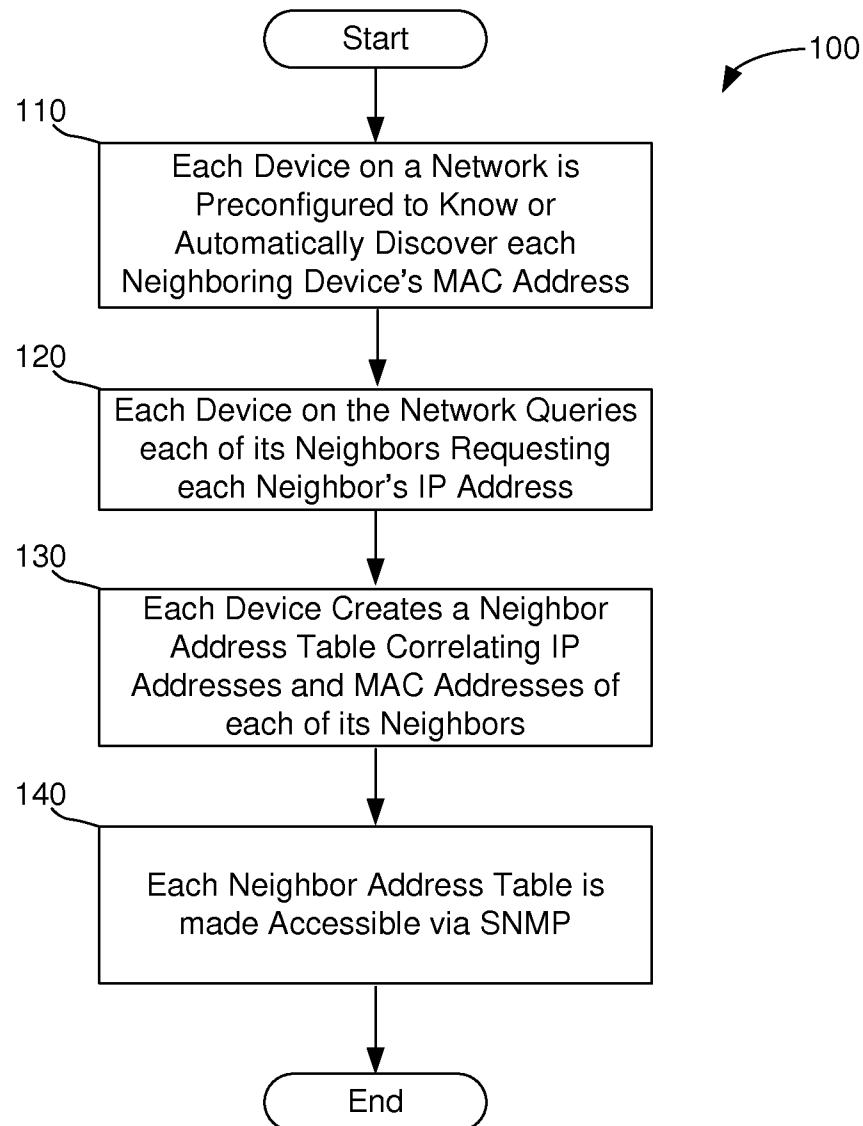 Start
100
110
Each Device on a Network is
Preconfigured to Know or
Automatically Discover each
Neighboring Device's MAC Address
120
Each Device on the Network Queries
each of its Neighbors Requesting
each Neighbor's IP Address
130
Each Device Creates a Neighbor
Address Table Correlating IP
Addresses and MAC Addresses of
each of its Neighbors
140
Each Neighbor Address Table is
made Accessible via SNMP
End